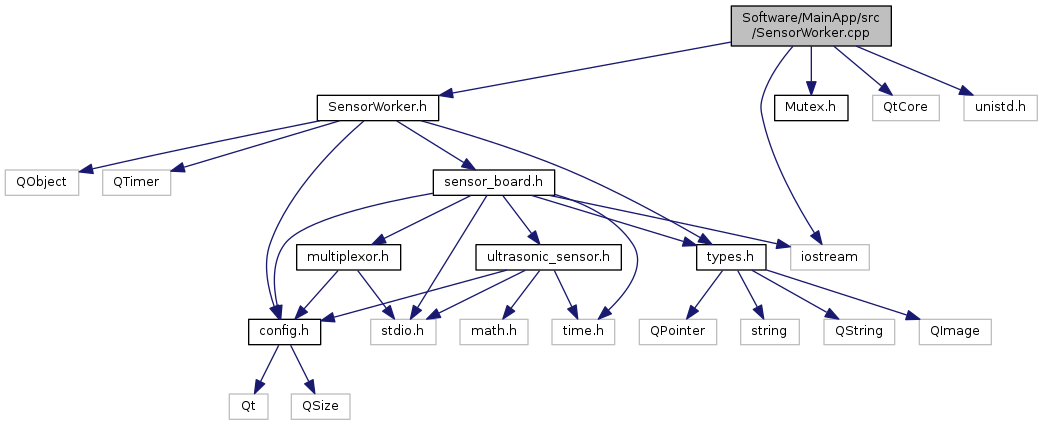 Software/MainApp/src
/SensorWorker.cpp
SensorWorker.h
Mutex.h
QtCore
unistd.h
QObject
QTimer
sensor_board.h
multiplexor.h
ultrasonic_sensor.h
types.h
iostream
config.h
stdio.h
math.h
time.h
QPointer
string
QString
QImage
Qt
QSize